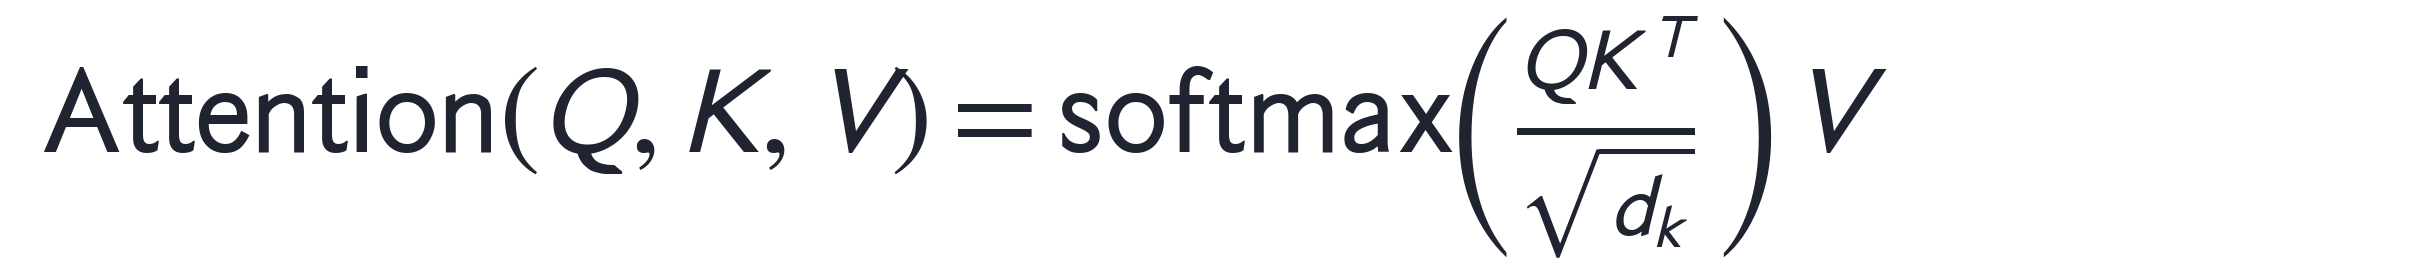 Attention(Q, K, V) = softmax(QK^T / √d_k) V